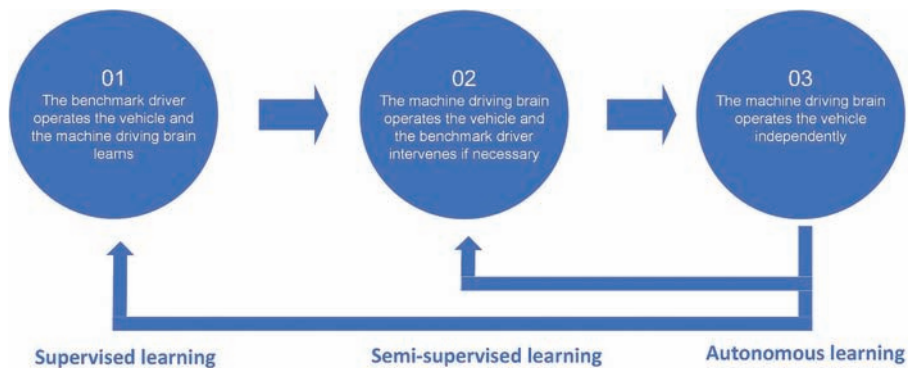 01
The benchmark driver
operates the vehicle and
the machine driving brain
learns
02
The machine driving brain
operates the vehicle and
the benchmark driver
intervenes if necessary
03
The machine driving brain
operates the vehicle
independently
Supervised learning
Semi-supervised learning
Autonomous learning